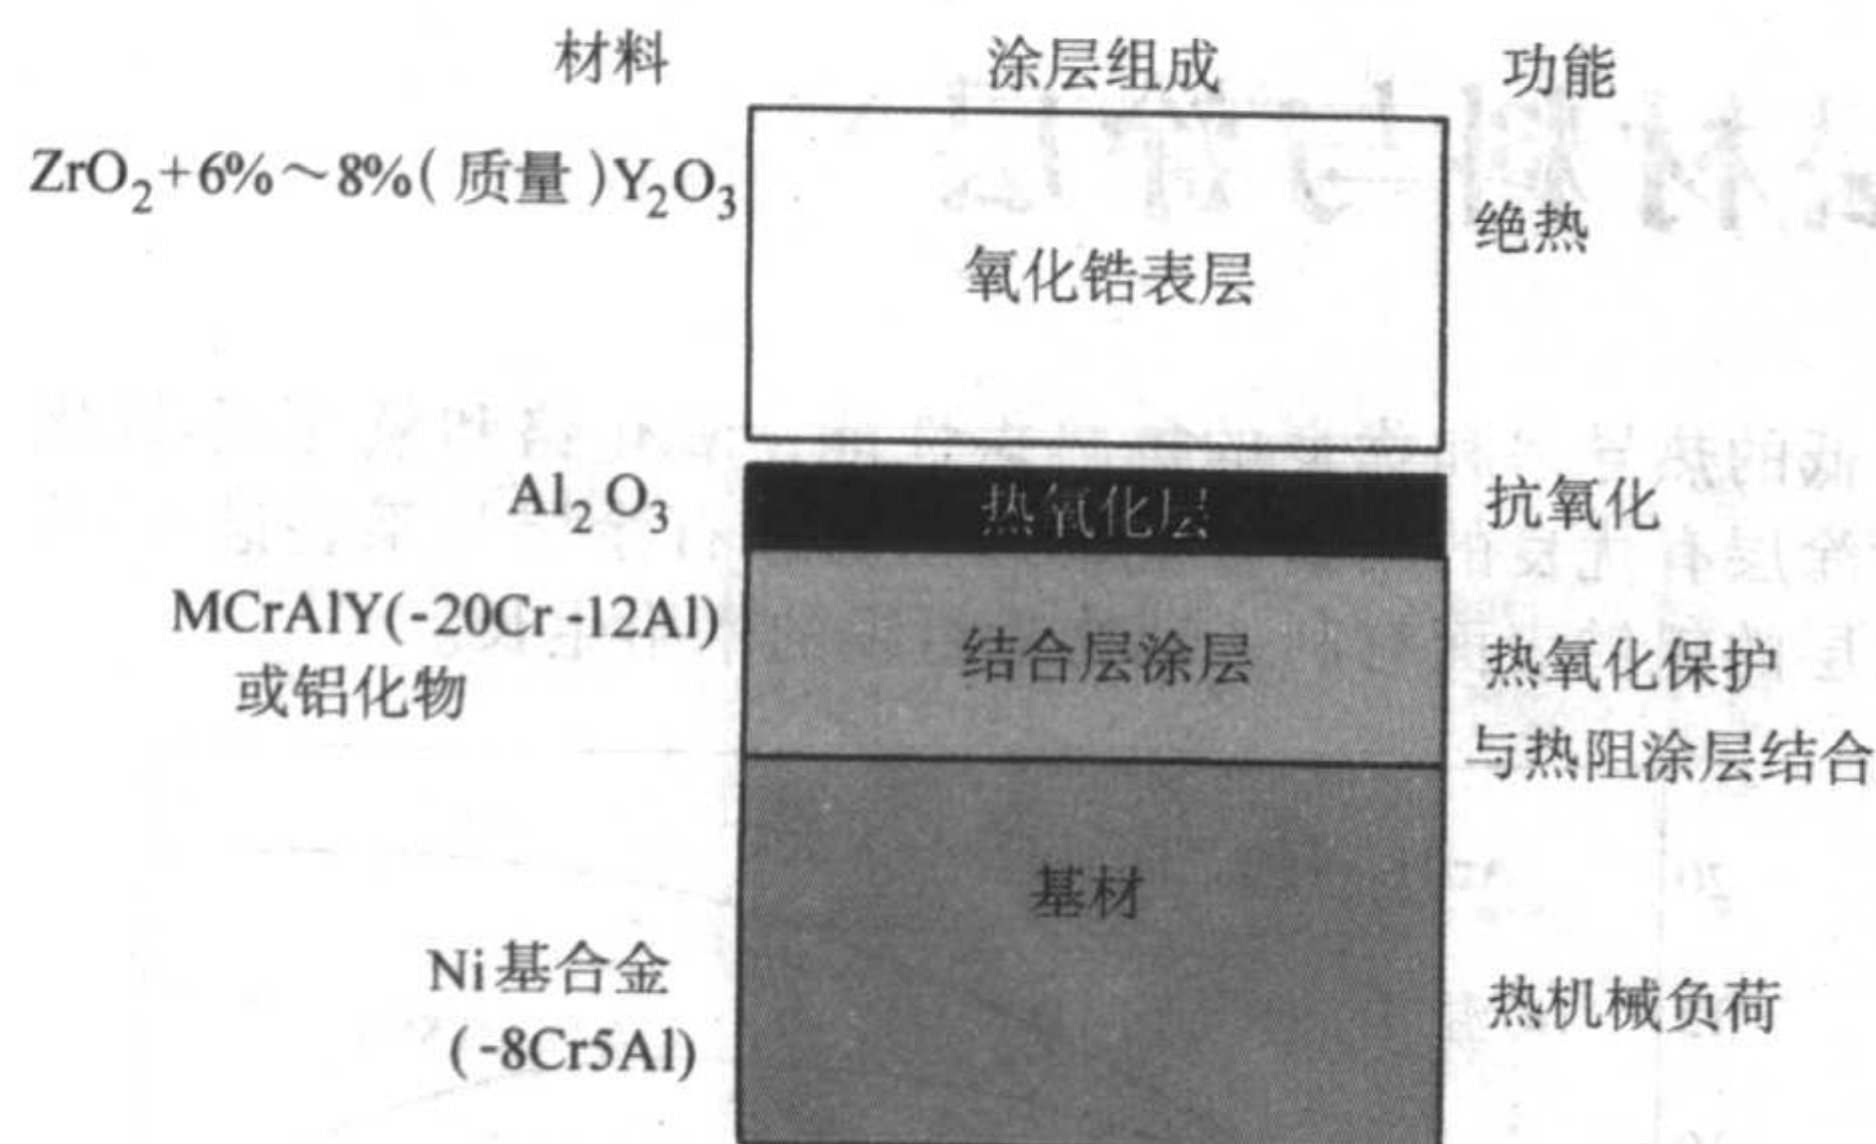 材料 涂层组成 功能
ZrO₂+6%～8%(质量)Y₂O₃
绝热
氧化锆表层
Al₂O₃ 热氧化层 抗氧化
MCrAlY(-20Cr-12Al)
或铝化物
结合层涂层
热氧化保护
与热阻涂层结合
基材
Ni基合金
(-8Cr5Al)
热机械负荷